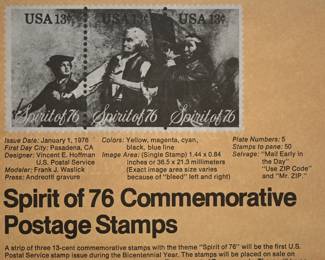 USA 13¢ USA 13¢ USA 13¢
Spirit of 76 Spirit of 76 Spirit of 76
Issue Date: January 1, 1976
First Day City: Pasadena, CA
Designer: Vincent E. Hoffman
U.S. Postal Service
Modeler: Frank J. Waslick
Press: Andreotti gravure
Colors: Yellow, magenta, cyan,
black, blue line
Image Area: (Single Stamp) 1.44 x 0.84
inches or 36.5 x 21.3 millimeters
(Exact image area size varies
because of "bleed" left and right)
Plate Numbers: 5
Stamps to pane: 50
Selvage: "Mail Early in
the Day"
"Use ZIP Code"
and "Mr. ZIP."
Spirit of 76 Commemorative
Postage Stamps
A strip of three 13-cent commemorative stamps with the theme "Spirit of 76" will be the first U.S.
Postal Service stamp issue during the Bicentennial Year. The stamps will be placed on sale on